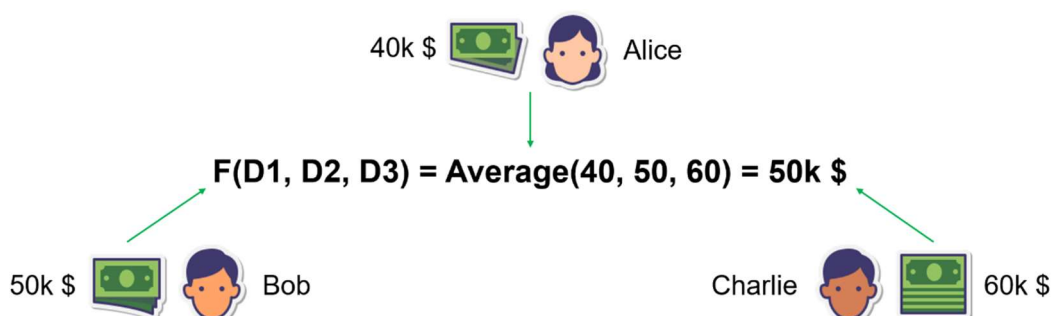 40k $ Alice
F(D1, D2, D3) = Average(40, 50, 60) = 50k $
50k $ Bob
Charlie 60k $